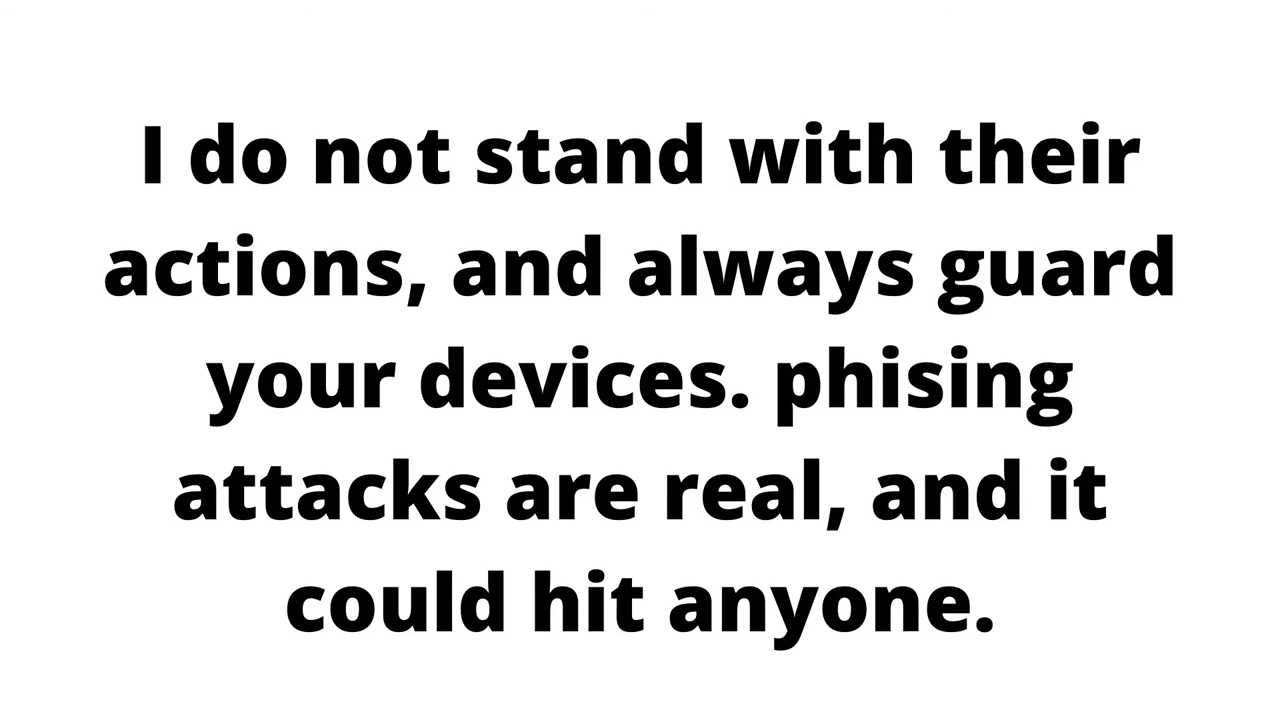 I do not stand with their
actions, and always guard
your devices. phising
attacks are real, and it
could hit anyone.